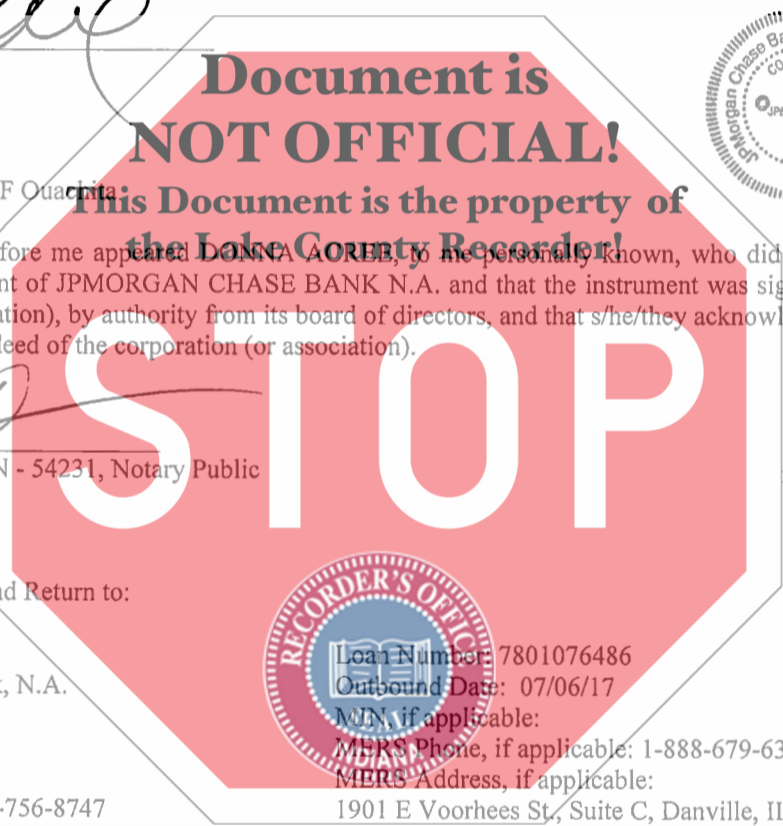 Document is
NOT OFFICIAL!
F Ouachita
This Document is the property of
the Lake County Recorder!
fore me appeared DONNA ACREE, to me personally known, who did
nt of JPMORGAN CHASE BANK N.A. and that the instrument was sig
ation), by authority from its board of directors, and that s/he/they acknowl
deed of the corporation (or association).
STOP
N - 54231, Notary Public
nd Return to:
RECORDER'S OFFICE
INDIANA
Loan Number: 7801076486
, N.A.
Outbound Date: 07/06/17
MIN, if applicable:
MERS Phone, if applicable: 1-888-679-63
MERS Address, if applicable:
-756-8747
1901 E Voorhees St., Suite C, Danville, IL
JPMorgan Chase Ba